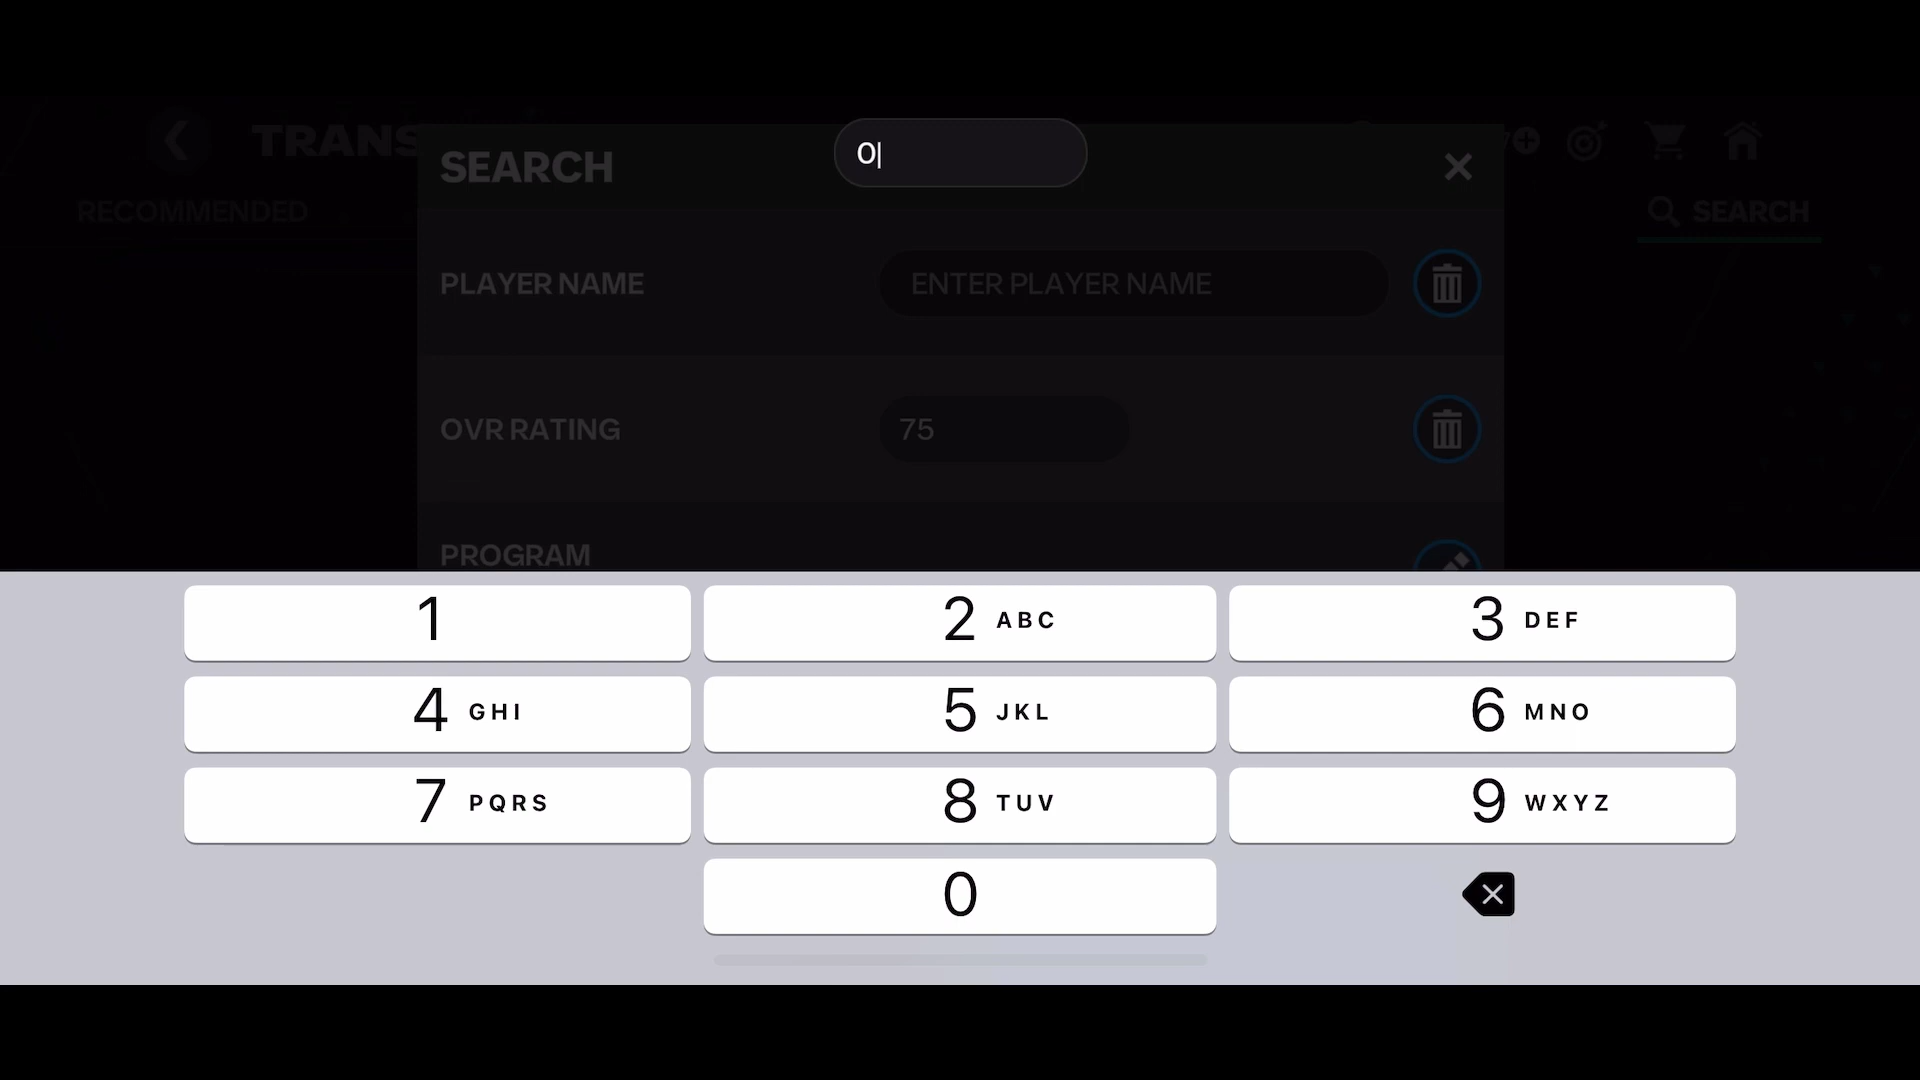 TRANS
SEARCH
0
RECOMMENDED
SEARCH
PLAYER NAME
ENTER PLAYER NAME
OVR RATING
75
PROGRAM
1
2 ABC
3 DEF
4 GHI
5 JKL
6 MNO
7 PQRS
8 TUV
9 WXYZ
0